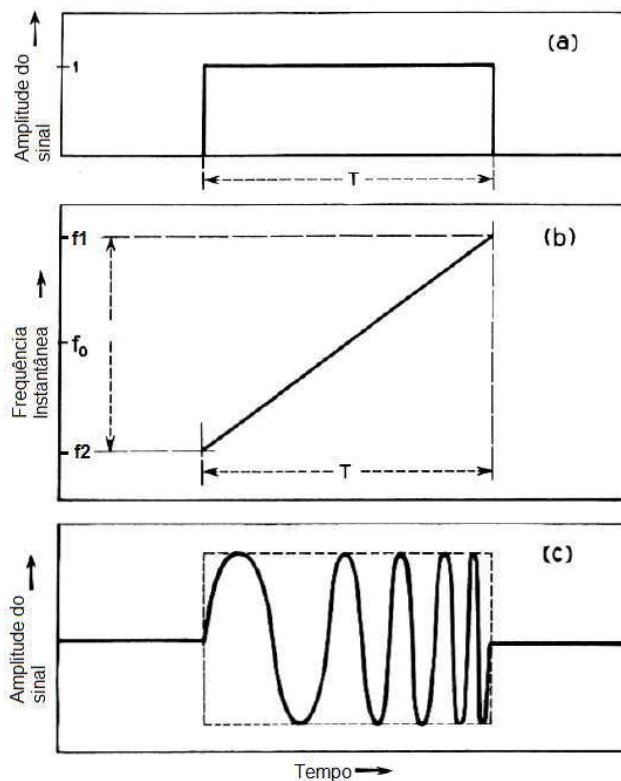 Amplitude do
sinal
1
(a)
T
Frequência
Instantânea
f1
f₀
f2
(b)
T
Amplitude do
sinal
(c)
Tempo